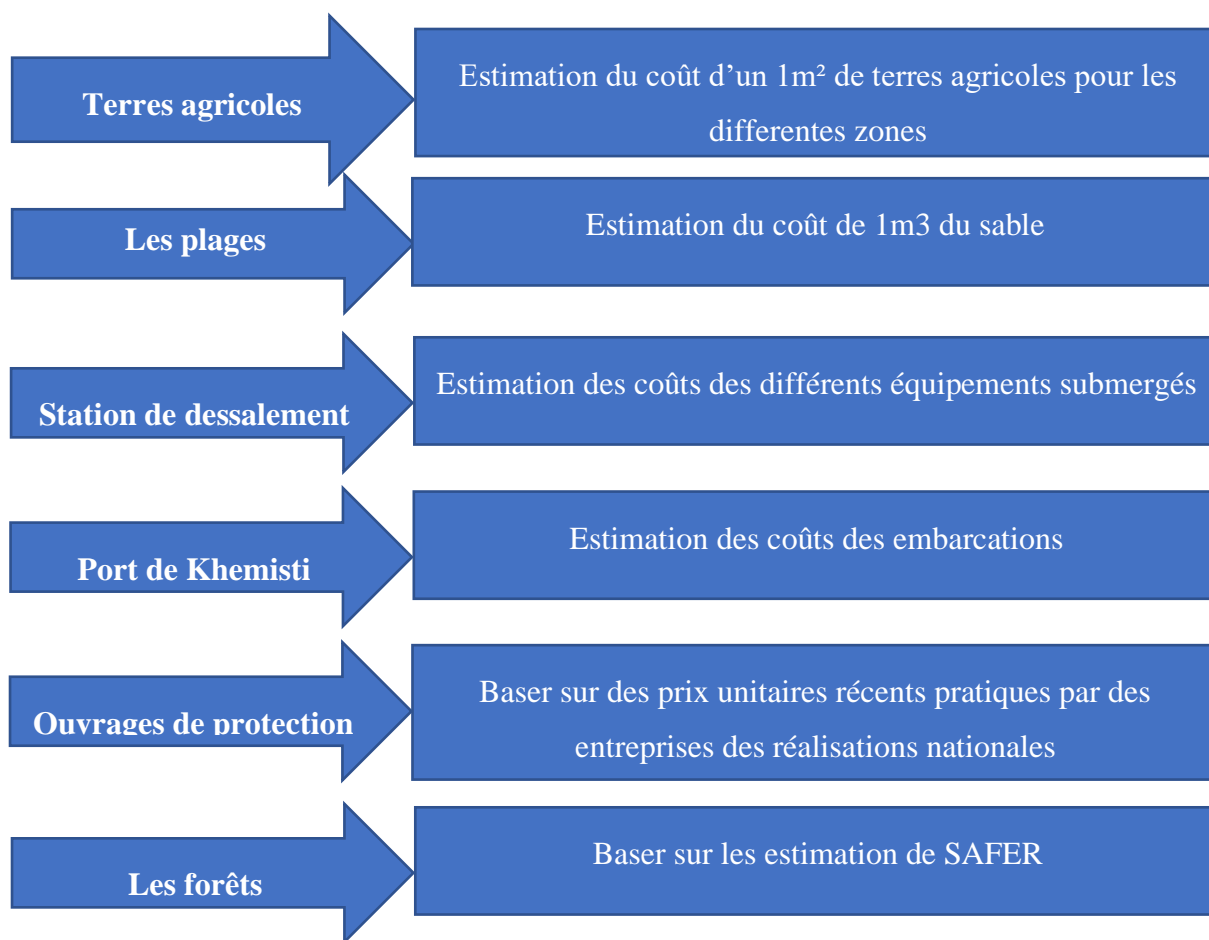 Terres agricoles
Estimation du coût d’un 1m² de terres agricoles pour les
differentes zones
Les plages
Estimation du coût de 1m3 du sable
Station de dessalement
Estimation des coûts des différents équipements submergés
Port de Khemisti
Estimation des coûts des embarcations
Ouvrages de protection
Baser sur des prix unitaires récents pratiques par des
entreprises des réalisations nationales
Les forêts
Baser sur les estimation de SAFER